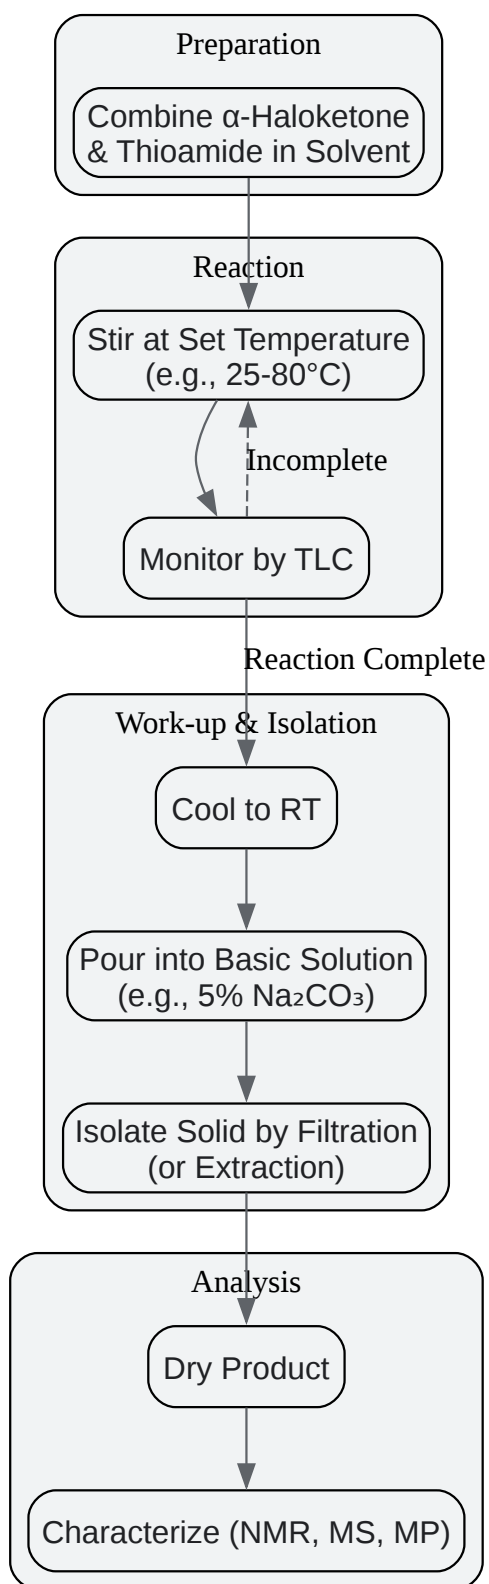 Preparation
Combine α-Haloketone
& Thioamide in Solvent
Reaction
Stir at Set Temperature
(e.g., 25-80°C)
Incomplete
Monitor by TLC
Reaction Complete
Work-up & Isolation
Cool to RT
Pour into Basic Solution
(e.g., 5% Na₂CO₃)
Isolate Solid by Filtration
(or Extraction)
Analysis
Dry Product
Characterize (NMR, MS, MP)